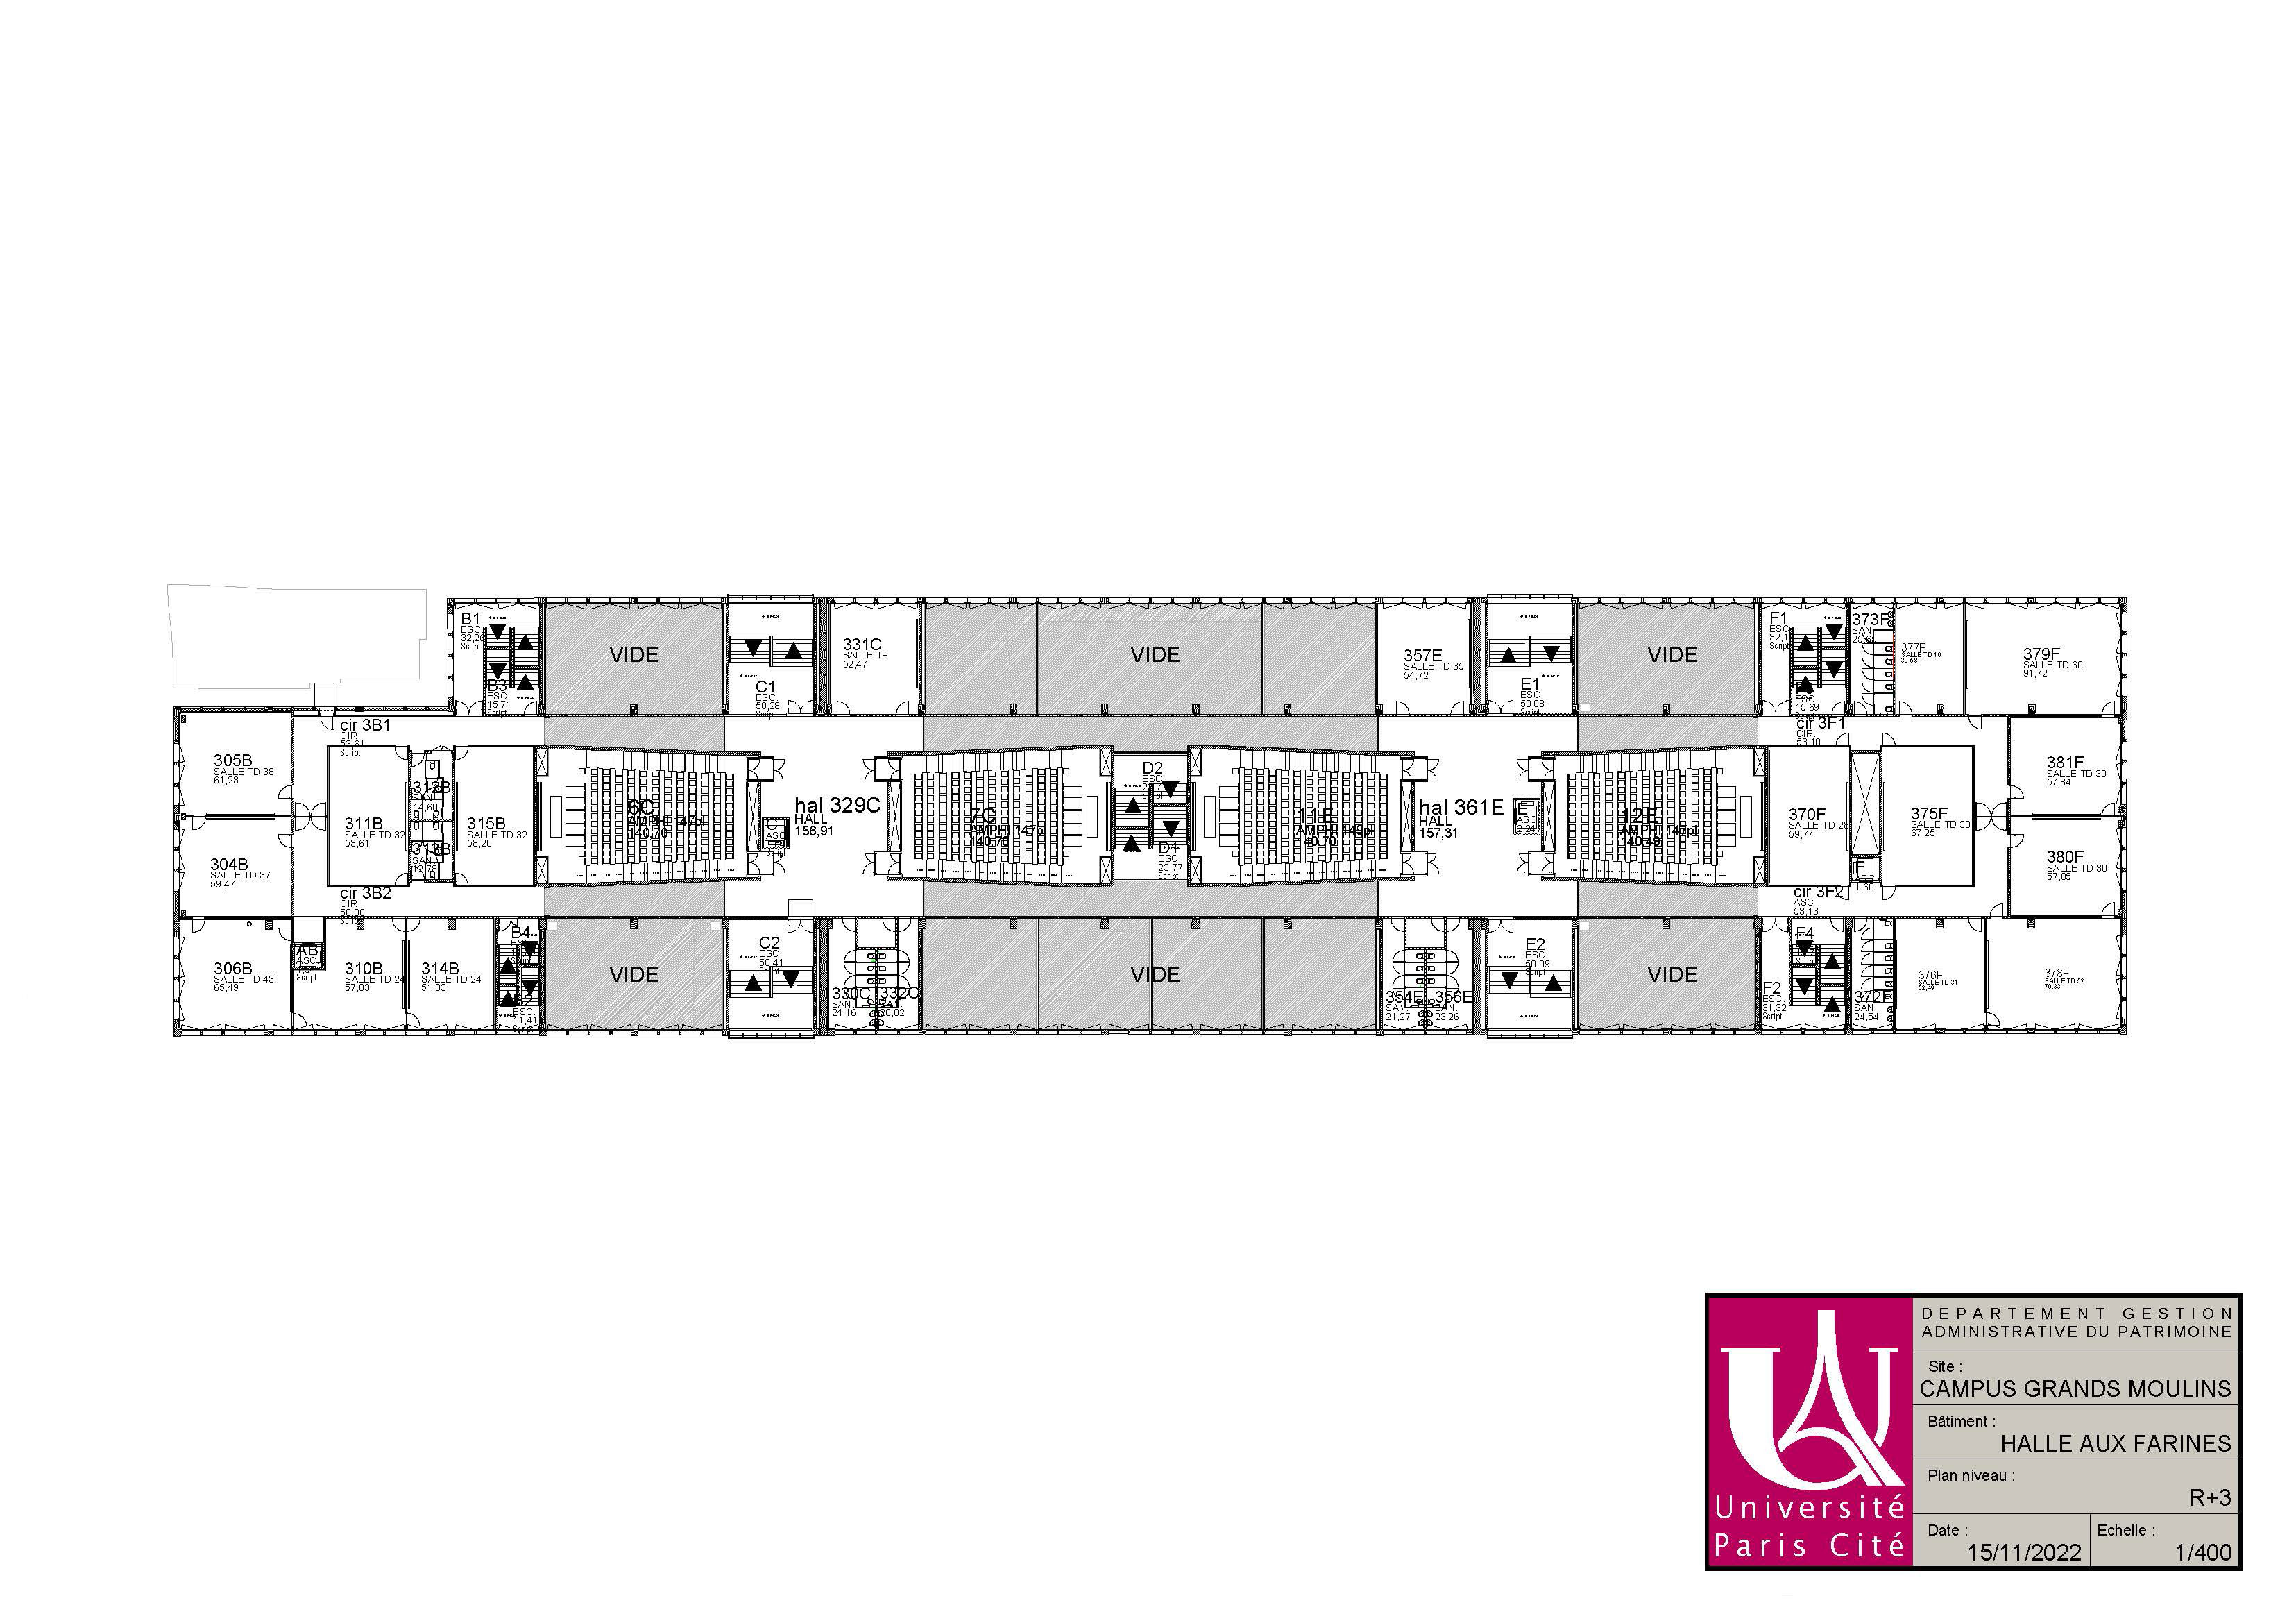 B1
ESC
32,26
Script
B3
ESC.
15,71
Script
VIDE
C1
ESC.
50,28
Script
331C
SALLE TP
52,47
VIDE
357E
SALLE TD 35
54,72
E1
ESC.
50,08
Script
VIDE
F1
ESC
Script
ESC.
15,69
373F
SAN
25,65
377F
SALLE TD 16
39,58
379F
SALLE TD 60
91,72
cir 3B1
CIR.
53,61
Script
cir 3F1
CIR.
53,10
305B
SALLE TD 38
61,23
304B
SALLE TD 37
59,47
311B
SALLE TD 32
53,61
312B
SAN
14,60
313B
SAN
12,78
315B
SALLE TD 32
58,20
6C
AMPHI 147pl
140,70
C
ASC
hal 329C
HALL
156,91
7C
AMPHI 147pl
140,70
D2
ESC
D1
ESC.
23,77
Script
11E
AMPHI 149pl
140,70
hal 361E
HALL
157,31
E
ASC
2,24
12E
AMPHI 147pl
140,49
370F
SALLE TD 28
59,77
F
ASC
1,60
375F
SALLE TD 30
67,25
381F
SALLE TD 30
57,84
380F
SALLE TD 30
57,85
cir 3B2
CIR.
58,00
Script
cir 3F2
ASC
53,13
306B
SALLE TD 43
65,49
AB
ASC
Script
310B
SALLE TD 24
57,03
314B
SALLE TD 24
51,33
B4
B2
ESC.
11,41
Script
VIDE
C2
ESC.
50,41
Script
330C
SAN
24,16
332C
SAN
20,82
VIDE
354E
SAN.
21,27
356E
SAN.
23,26
E2
ESC.
50,09
Script
VIDE
F4
F2
ESC.
31,32
Script
372F
SAN.
24,54
376F
SALLE TD 31
52,49
378F
SALLE TD 52
79,33
DEPARTEMENT GESTION
ADMINISTRATIVE DU PATRIMOINE
Site :
CAMPUS GRANDS MOULINS
Bâtiment :
HALLE AUX FARINES
Plan niveau :
R+3
Date :
15/11/2022
Echelle :
1/400
Université
Paris Cité